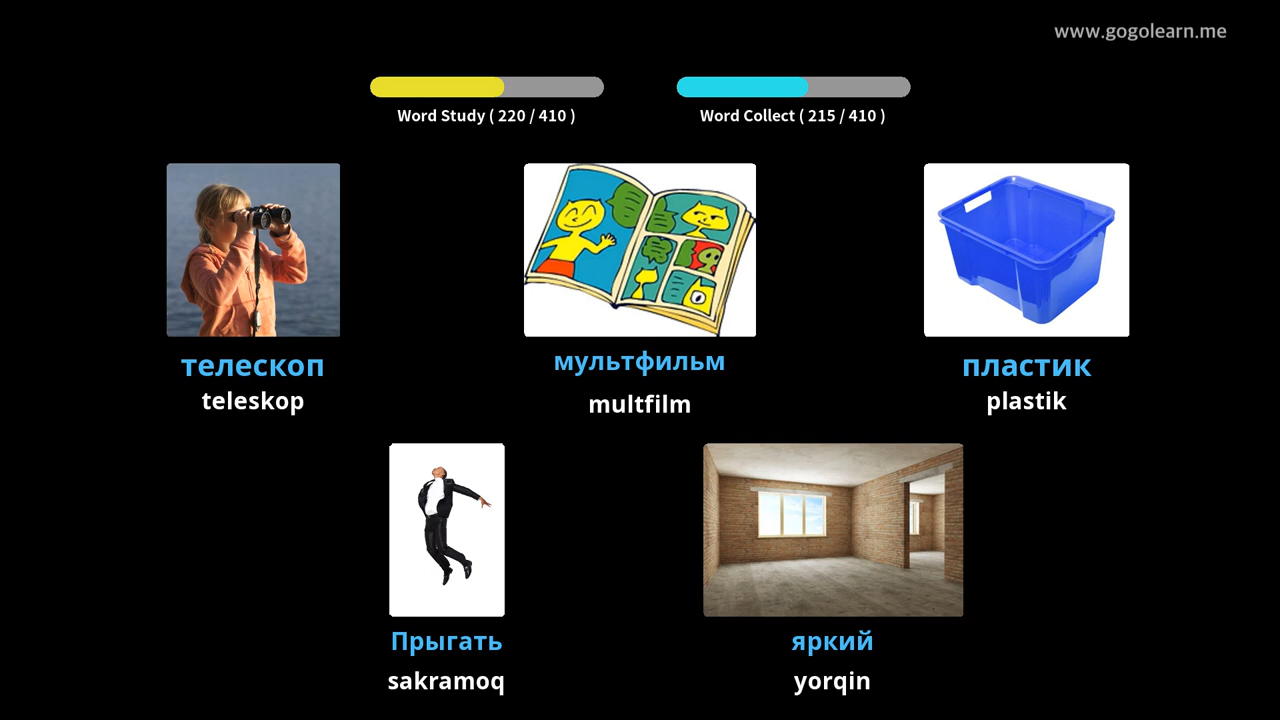 www.gogolearn.me
Word Study ( 220 / 410 )
Word Collect ( 215 / 410 )
телескоп
teleskop
мультфильм
multfilm
пластик
plastik
Прыгать
sakramoq
яркий
yorqin